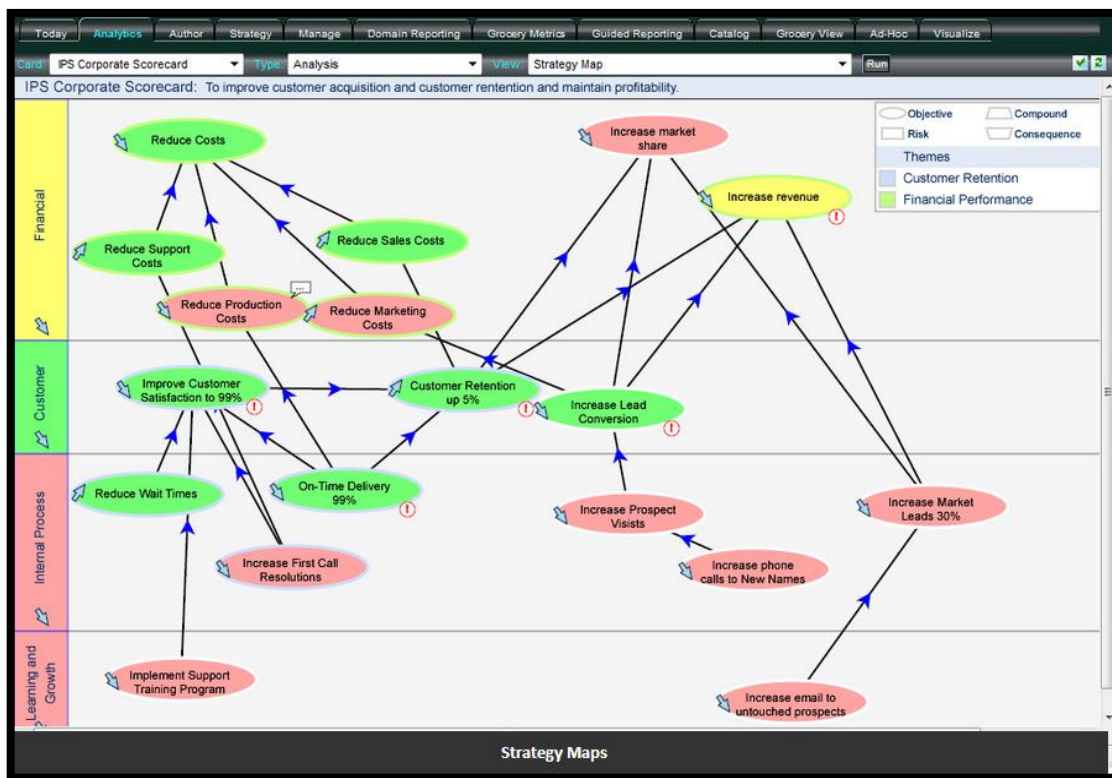 Today Analytics Author Strategy Manage Domain Reporting Grocery Metrics Guided Reporting Catalog Grocery View Ad-Hoc Visualize
Card: IPS Corporate Scorecard Type: Analysis View: Strategy Map Run
IPS Corporate Scorecard: To improve customer acquisition and customer rentention and maintain profitability.
Objective Compound
Risk Consequence
Themes
Customer Retention
Financial Performance
Financial
Reduce Costs
Increase market
share
Increase revenue
!
Reduce Support
Costs
Reduce Sales Costs
...
Reduce Production
Costs
Reduce Marketing
Costs
Customer
Improve Customer
Satisfaction to 99%
!
Customer Retention
up 5%
!
Increase Lead
Conversion
!
Internal Process
Reduce Wait Times
On-Time Delivery
99%
!
Increase Prospect
Visists
Increase Market
Leads 30%
Increase First Call
Resolutions
Increase phone
calls to New Names
Learning and
Growth
Implement Support
Training Program
Increase email to
untouched prospects
Strategy Maps